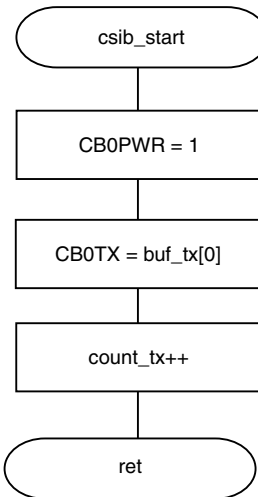 csib_start
CB0PWR = 1
CB0TX = buf_tx[0]
count_tx++
ret